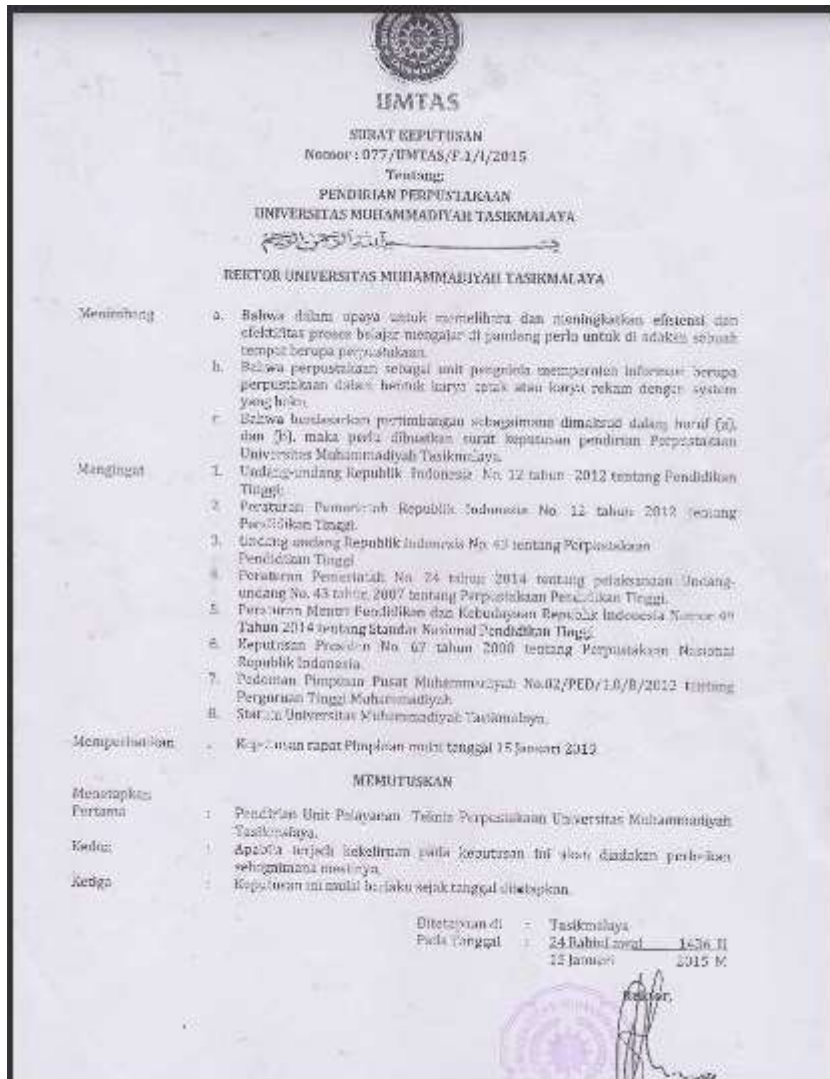 UMTAS
SURAT KEPUTUSAN
Nomor : 077/UMTAS/F.1/I/2015
Tentang:
PENDIRIAN PERPUSTAKAAN
UNIVERSITAS MUHAMMADIYAH TASIKMALAYA
REKTOR UNIVERSITAS MUHAMMADIYAH TASIKMALAYA
Menimbang a. Bahwa dalam upaya untuk memelihara dan meningkatkan efisiensi dan
efektifitas proses belajar mengajar di pandang perlu untuk di adakan sebuah
tempat berupa perpustakaan.
b. Bahwa perpustakaan sebagai unit pengelola memperoleh informasi berupa
perpustakaan dalam bentuk karya cetak atau karya rekam dengan system
yang baku.
c. Bahwa berdasarkan pertimbangan sebagaimana dimaksud dalam huruf (a),
dan (b), maka perlu dibuatkan surat keputusan pendirian Perpustakaan
Universitas Muhammadiyah Tasikmalaya.
Mengingat 1. Undang-undang Republik Indonesia No. 12 tahun 2012 tentang Pendidikan
Tinggi;
2. Peraturan Pemerintah Republik Indonesia No. 12 tahun 2012 tentang
Pendidikan Tinggi.
3. Undang-undang Republik Indonesia No. 43 tentang Perpustakaan
Pendidikan Tinggi
4. Peraturan Pemerintah No. 24 tahun 2014 tentang pelaksanaan Undang-
undang No. 43 tahun 2007 tentang Perpustakaan Pendidikan Tinggi.
5. Peraturan Mentri Pendidikan dan Kebudayaan Republik Indonesia Nomor 49
Tahun 2014 tentang Standar Nasional Pendidikan Tinggi.
6. Keputusan Presiden No. 67 tahun 2000 tentang Perpustakaan Nasional
Republik Indonesia.
7. Pedoman Pimpinan Pusat Muhammadiyah No.02/PED/1.0/B/2012 tentang
Perguruan Tinggi Muhammadiyah
8. Statuta Universitas Muhammadiyah Tasikmalaya.
Memperhatikan : Keputusan rapat Pimpinan mulai tanggal 15 Januari 2015
MEMUTUSKAN
Menetapkan
Pertama : Pendirian Unit Pelayanan Teknis Perpustakaan Universitas Muhammadiyah
Tasikmalaya.
Kedua : Apabila terjadi kekeliruan pada keputusan ini akan diadakan perbaikan
sebagaimana mestinya.
Ketiga : Keputusan ini mulai berlaku sejak tanggal ditetapkan.
Ditetapkan di : Tasikmalaya
Pada Tanggal : 24 Rabiul awal 1436 H
15 Januari 2015 M
Rektor,